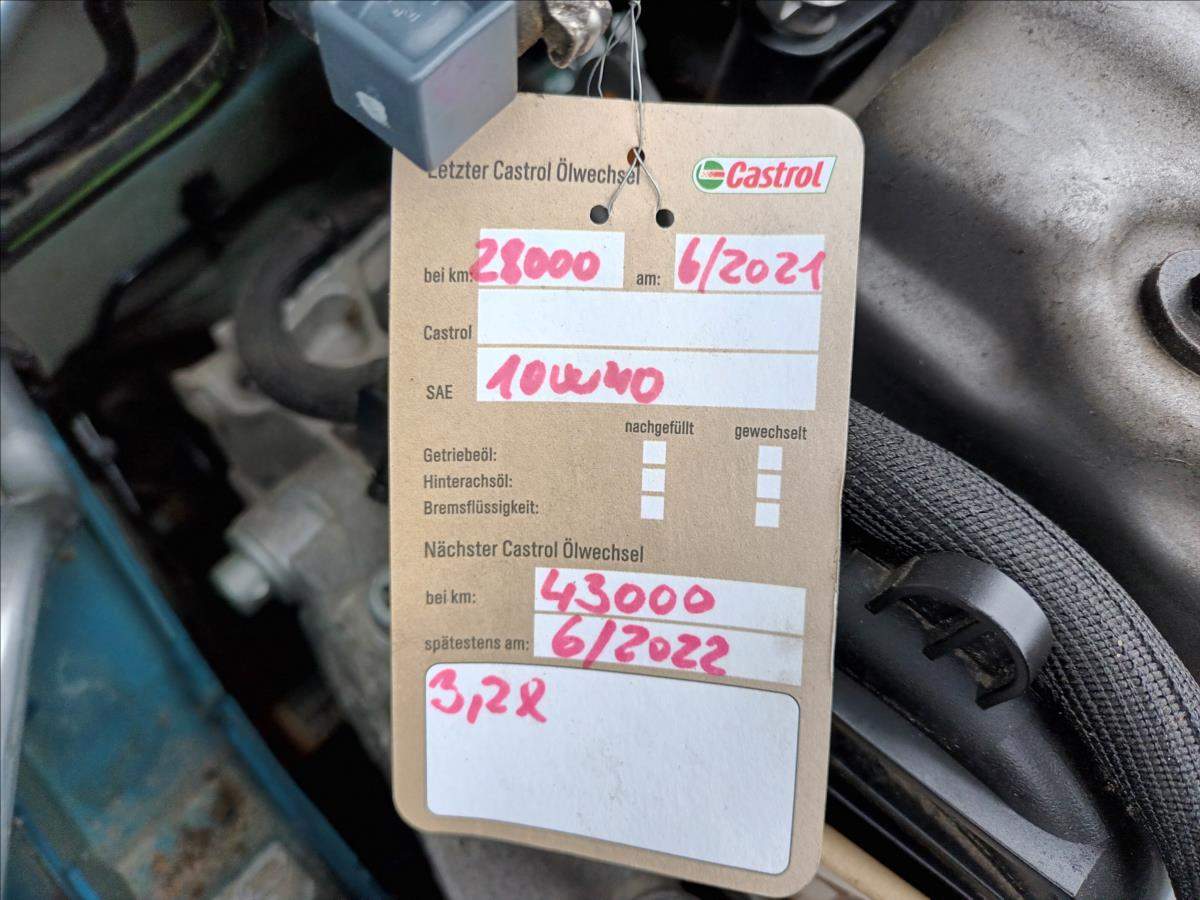 Letzter Castrol Ölwechsel
Castrol
bei km: 28000 am: 6/2021
Castrol
SAE 10W40
nachgefüllt gewechselt
Getriebeöl:
Hinterachsöl:
Bremsflüssigkeit:
Nächster Castrol Ölwechsel
bei km: 43000
spätestens am: 6/2022
3,2l